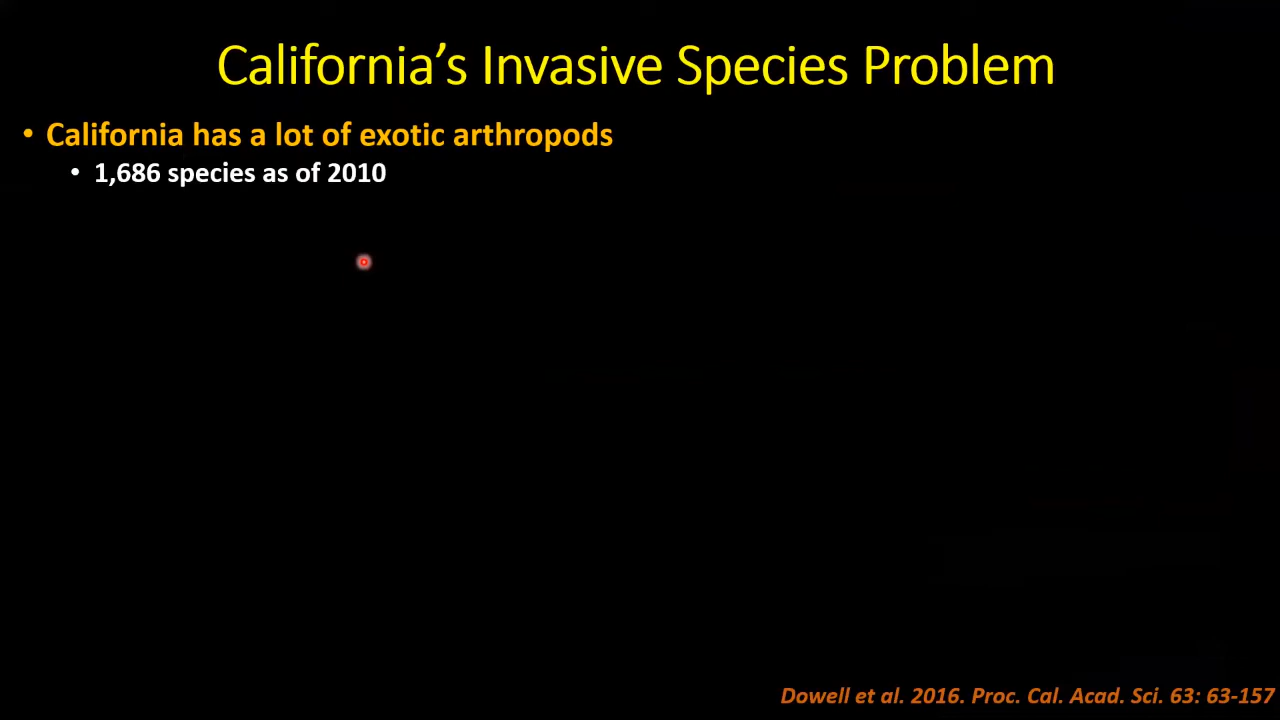 California’s Invasive Species Problem
• California has a lot of exotic arthropods
• 1,686 species as of 2010
Dowell et al. 2016. Proc. Cal. Acad. Sci. 63: 63-157